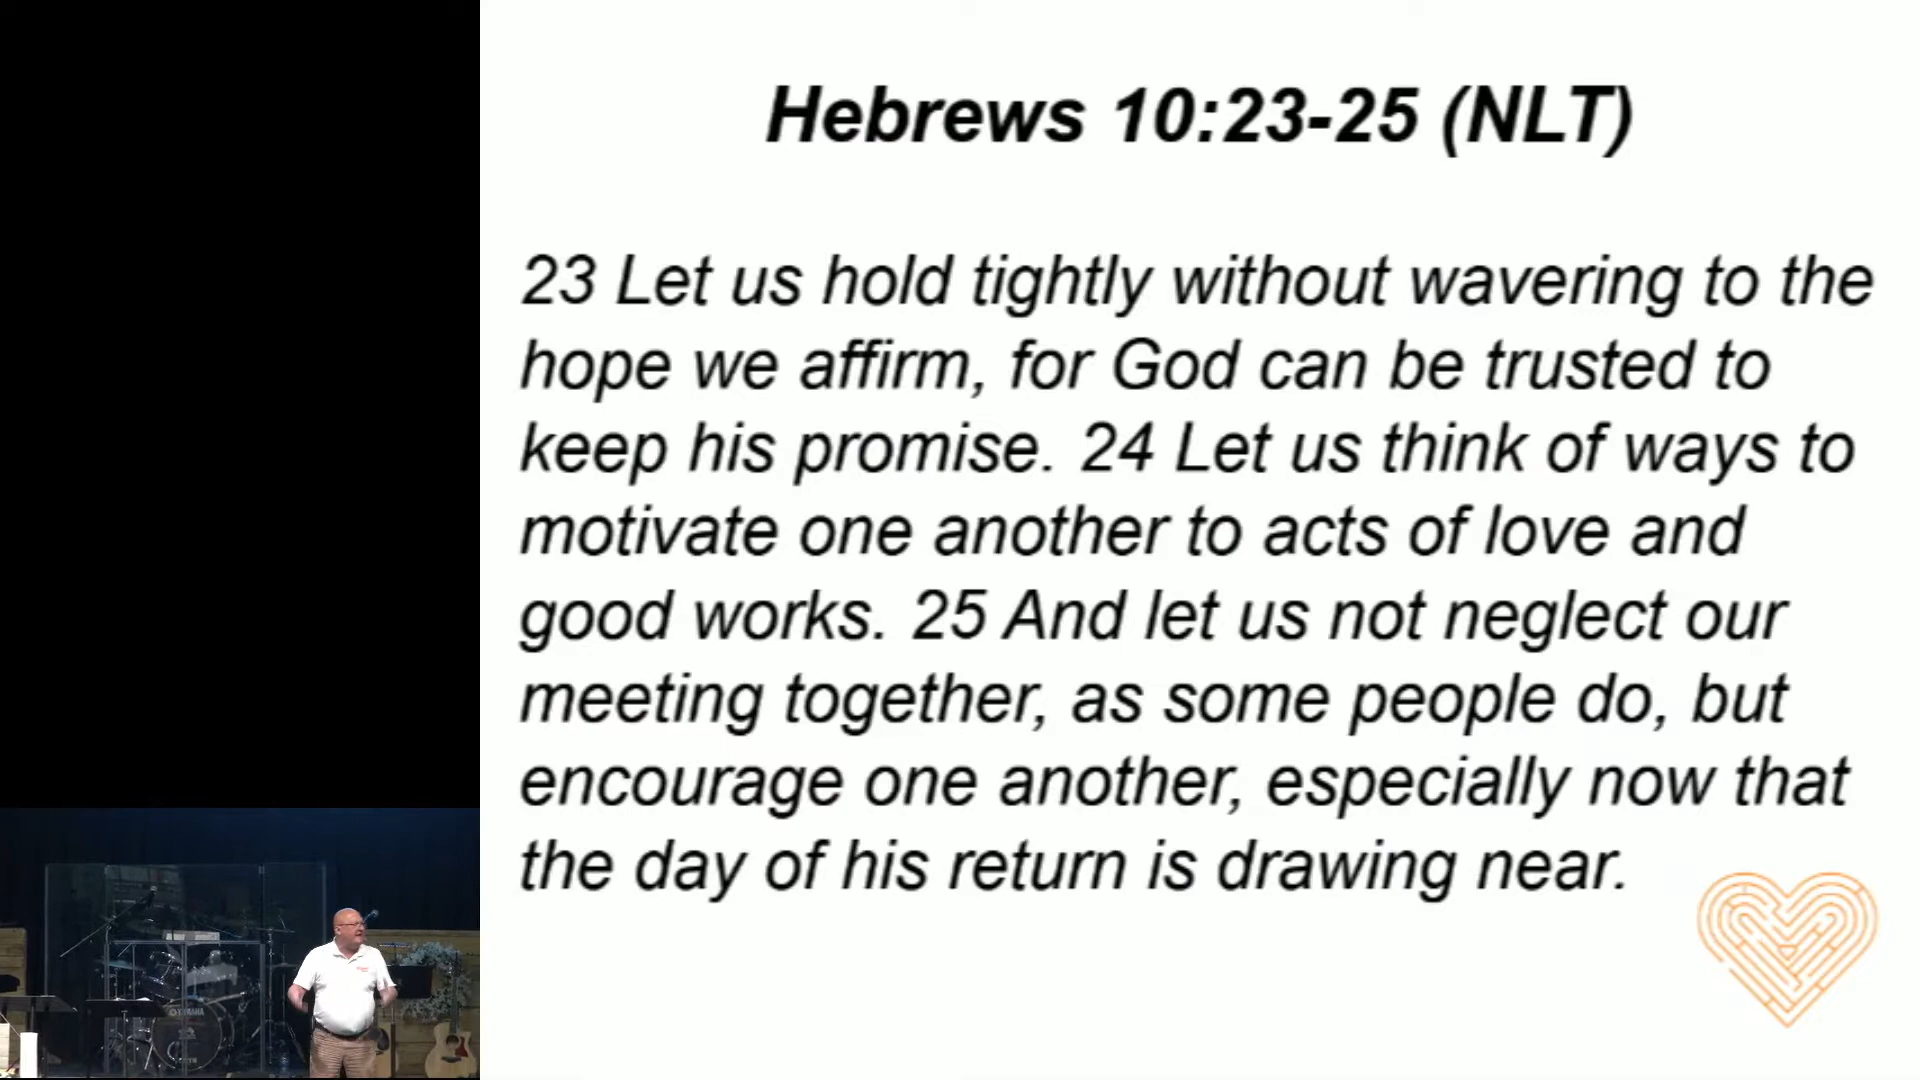 Hebrews 10:23-25 (NLT)
23 Let us hold tightly without wavering to the
hope we affirm, for God can be trusted to
keep his promise. 24 Let us think of ways to
motivate one another to acts of love and
good works. 25 And let us not neglect our
meeting together, as some people do, but
encourage one another, especially now that
the day of his return is drawing near.
YAMAHA